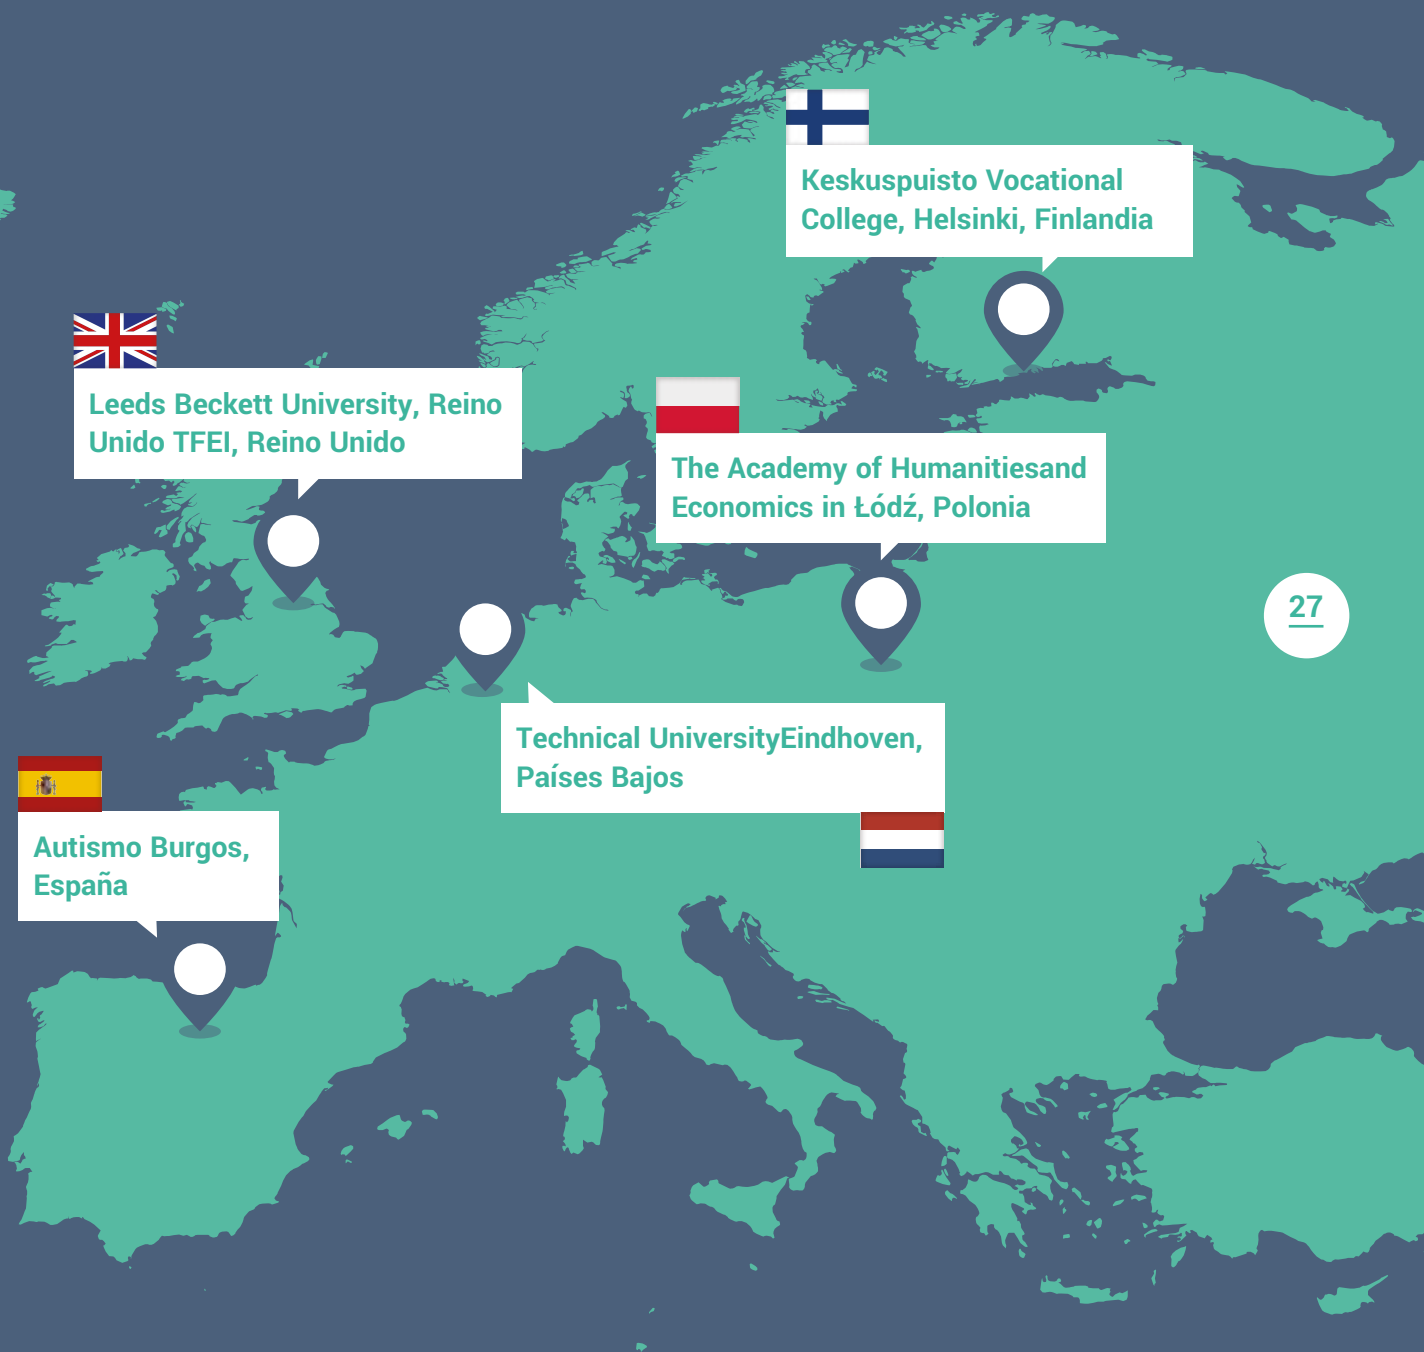 Keskuspuisto Vocational
College, Helsinki, Finlandia
Leeds Beckett University, Reino
Unido TFEI, Reino Unido
The Academy of Humanitiesand
Economics in Łódź, Polonia
27
Technical UniversityEindhoven,
Países Bajos
Autismo Burgos,
España